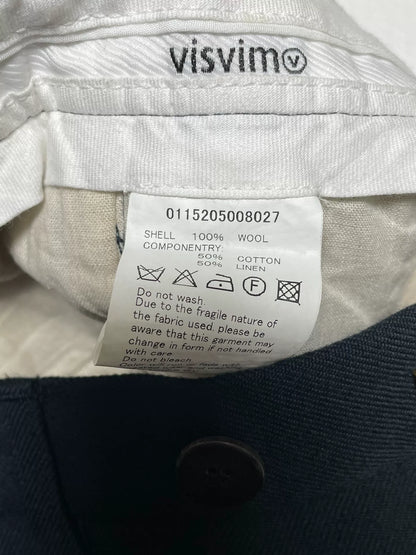 visvim
0115205008027
SHELL 100% WOOL
COMPONENTRY:
50% COTTON
50% LINEN
F
Do not wash.
Due to the fragile nature of
the fabric used, please be
aware that this garment may
change in form if not handled
with care.
Do not bleach.